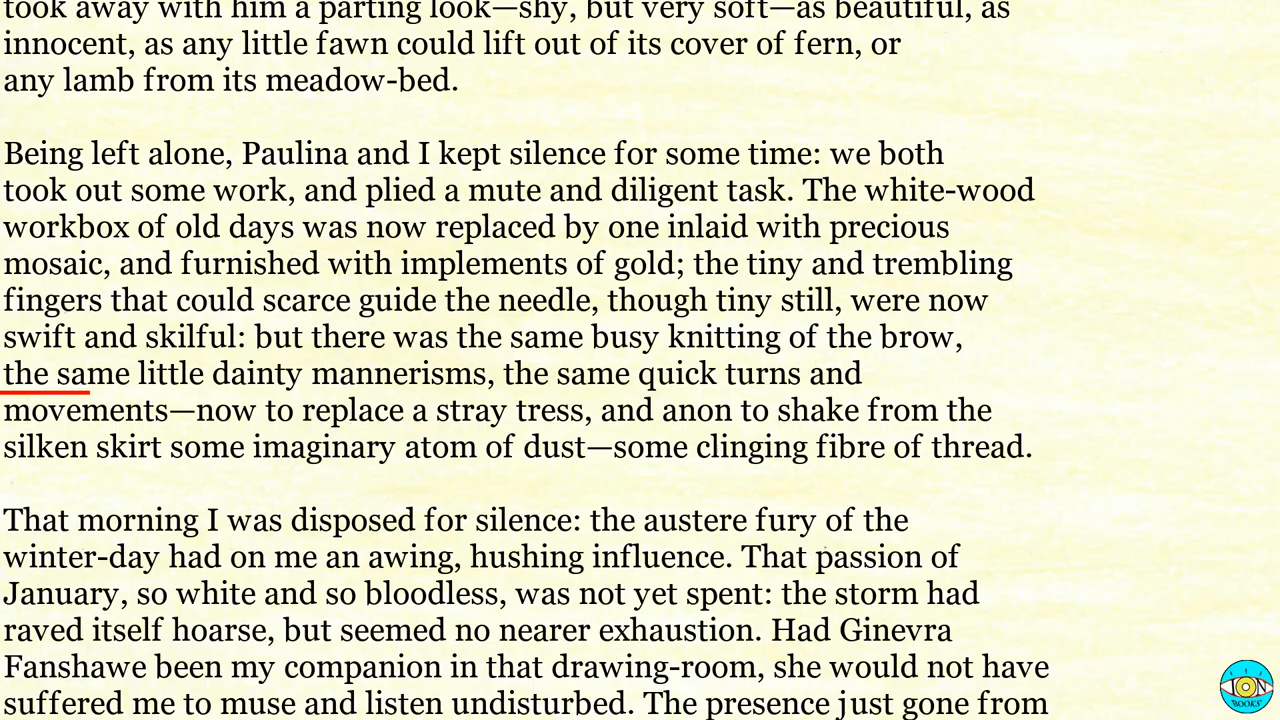 took away with him a parting look—shy, but very soft—as beautiful, as
innocent, as any little fawn could lift out of its cover of fern, or
any lamb from its meadow-bed.
Being left alone, Paulina and I kept silence for some time: we both
took out some work, and plied a mute and diligent task. The white-wood
workbox of old days was now replaced by one inlaid with precious
mosaic, and furnished with implements of gold; the tiny and trembling
fingers that could scarce guide the needle, though tiny still, were now
swift and skilful: but there was the same busy knitting of the brow,
the same little dainty mannerisms, the same quick turns and
movements—now to replace a stray tress, and anon to shake from the
silken skirt some imaginary atom of dust—some clinging fibre of thread.
That morning I was disposed for silence: the austere fury of the
winter-day had on me an awing, hushing influence. That passion of
January, so white and so bloodless, was not yet spent: the storm had
raved itself hoarse, but seemed no nearer exhaustion. Had Ginevra
Fanshawe been my companion in that drawing-room, she would not have
suffered me to muse and listen undisturbed. The presence just gone from
ION
BOOKS